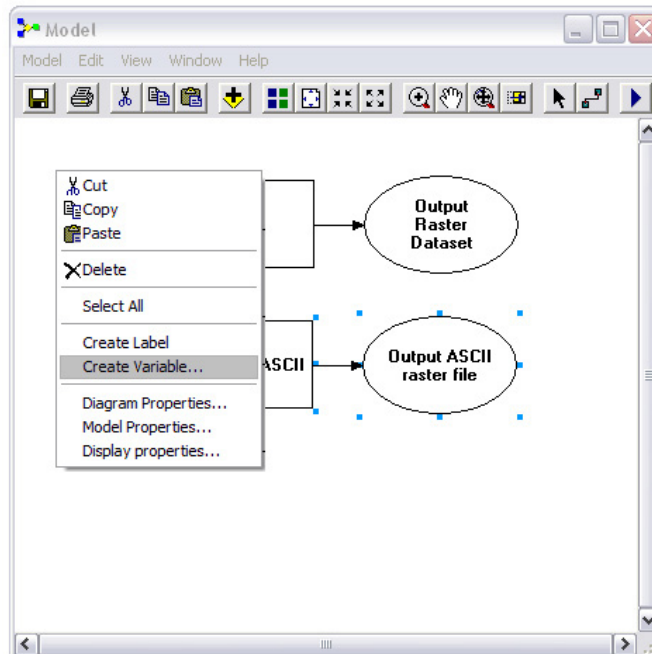 Model
Model Edit View Window Help
Cut
Copy
Paste
Delete
Select All
Create Label
Create Variable...
Diagram Properties...
Model Properties...
Display properties...
Output
Raster
Dataset
ASCII
Output ASCII
raster file